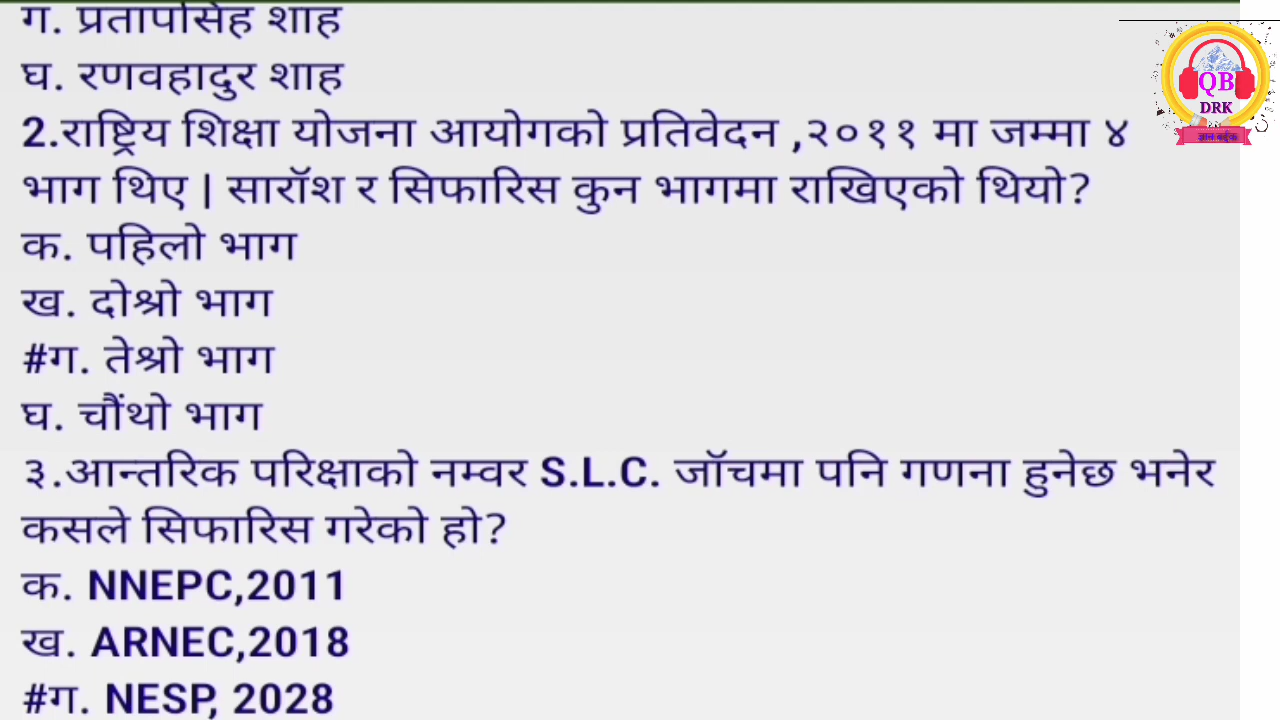 ग. प्रतापसिंह शाह
घ. रणवहादुर शाह
2.राष्ट्रिय शिक्षा योजना आयोगको प्रतिवेदन ,२०११ मा जम्मा ४
भाग थिए | सारॉश र सिफारिस कुन भागमा राखिएको थियो?
क. पहिलो भाग
ख. दोश्रो भाग
#ग. तेश्रो भाग
घ. चौंथो भाग
३.आन्तरिक परिक्षाको नम्वर S.L.C. जॉचमा पनि गणना हुनेछ भनेर
कसले सिफारिस गरेको हो?
क. NNEPC,2011
ख. ARNEC,2018
#ग. NESP, 2028
QB
DRK